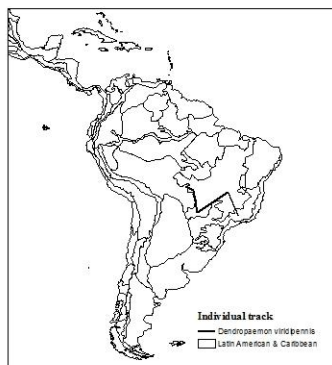 Individual track
Dendropaemon viridipennis
Latin American & Caribbean